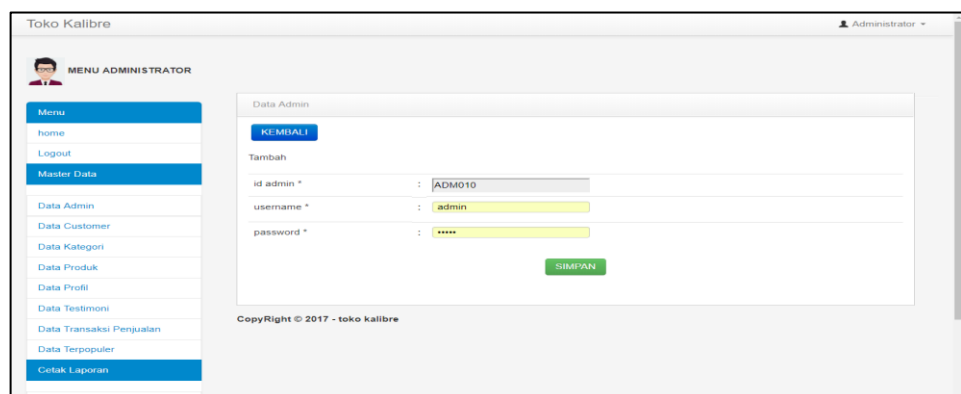 Toko Kalibre
Administrator
MENU ADMINISTRATOR
Menu
home
Logout
Master Data
Data Admin
Data Customer
Data Kategori
Data Produk
Data Profil
Data Testimoni
Data Transaksi Penjualan
Data Terpopuler
Cetak Laporan
Data Admin
KEMBALI
Tambah
id admin * : ADM010
username * : admin
password * : •••••
SIMPAN
CopyRight © 2017 - toko kalibre